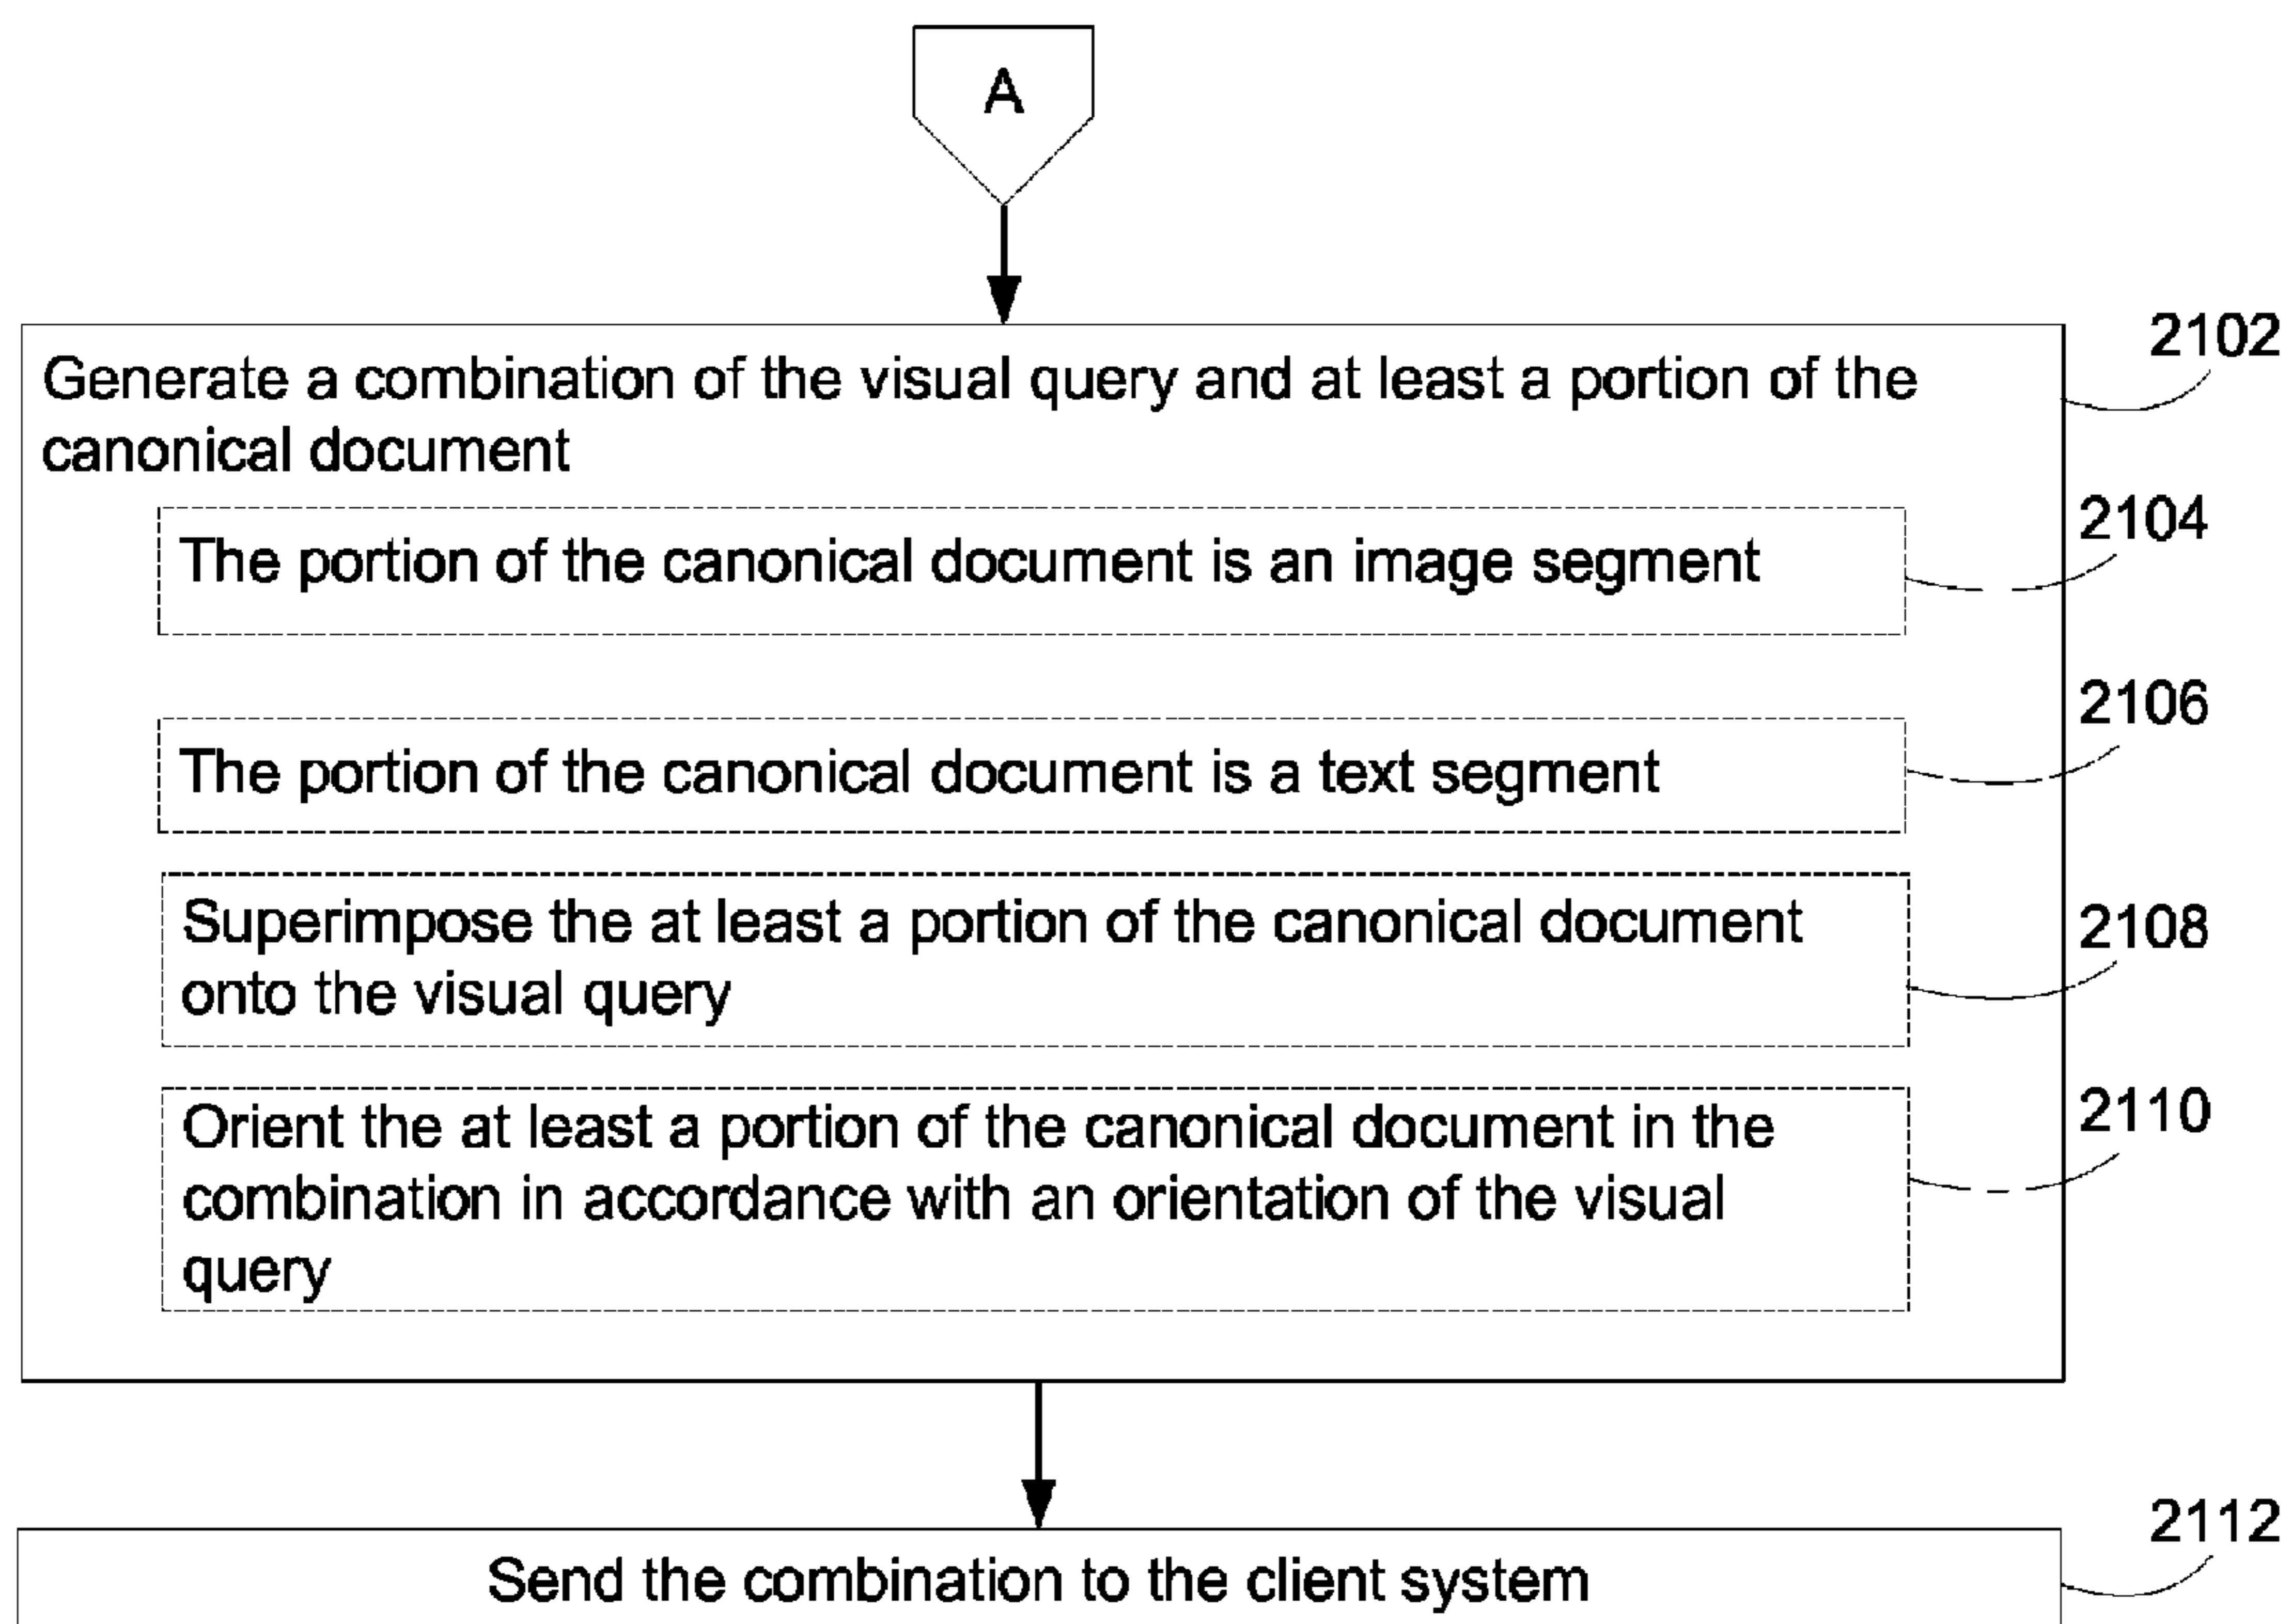 A
2102
Generate a combination of the visual query and at least a portion of the
canonical document
2104
The portion of the canonical document is an image segment
2106
The portion of the canonical document is a text segment
2108
Superimpose the at least a portion of the canonical document
onto the visual query
2110
Orient the at least a portion of the canonical document in the
combination in accordance with an orientation of the visual
query
2112
Send the combination to the client system